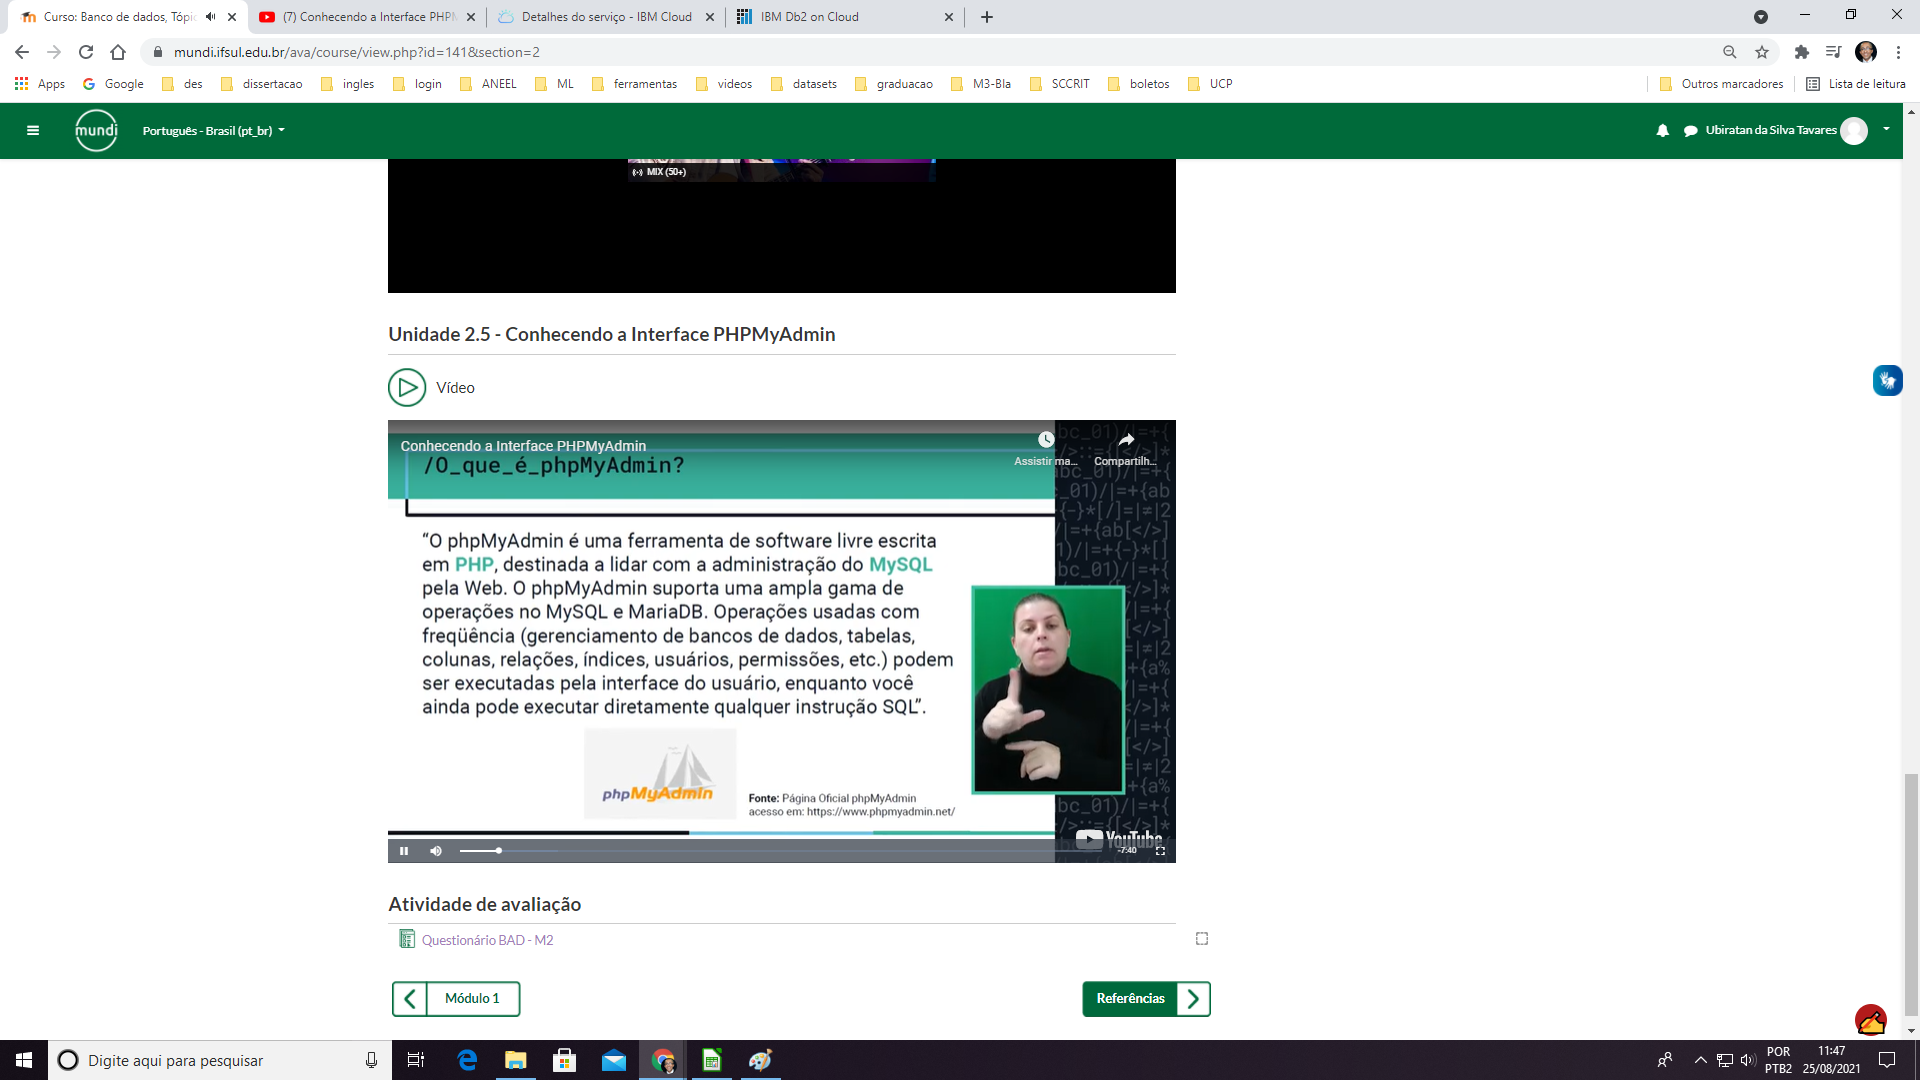 Curso: Banco de dados, Tópic
(7) Conhecendo a Interface PHPM
Detalhes do serviço - IBM Cloud
IBM Db2 on Cloud
mundi.ifsul.edu.br/ava/course/view.php?id=141&section=2
Apps
Google
des
dissertacao
ingles
login
ANEEL
ML
ferramentas
videos
datasets
graduacao
M3-BIa
SCCRIT
boletos
UCP
Outros marcadores
Lista de leitura
mundi
Português - Brasil (pt_br)
Ubiratan da Silva Tavares
MIX (50+)
Unidade 2.5 - Conhecendo a Interface PHPMyAdmin
Vídeo
Conhecendo a Interface PHPMyAdmin
Assistir ma...
Compartilh...
/O_que_é_phpMyAdmin?
“O phpMyAdmin é uma ferramenta de software livre escrita
em PHP, destinada a lidar com a administração do MySQL
pela Web. O phpMyAdmin suporta uma ampla gama de
operações no MySQL e MariaDB. Operações usadas com
freqüência (gerenciamento de bancos de dados, tabelas,
colunas, relações, índices, usuários, permissões, etc.) podem
ser executadas pela interface do usuário, enquanto você
ainda pode executar diretamente qualquer instrução SQL”.
phpMyAdmin
Fonte: Página Oficial phpMyAdmin
acesso em: https://www.phpmyadmin.net/
YouTube
-7:40
Atividade de avaliação
Questionário BAD - M2
Módulo 1
Referências
Digite aqui para pesquisar
POR
PTB2
11:47
25/08/2021